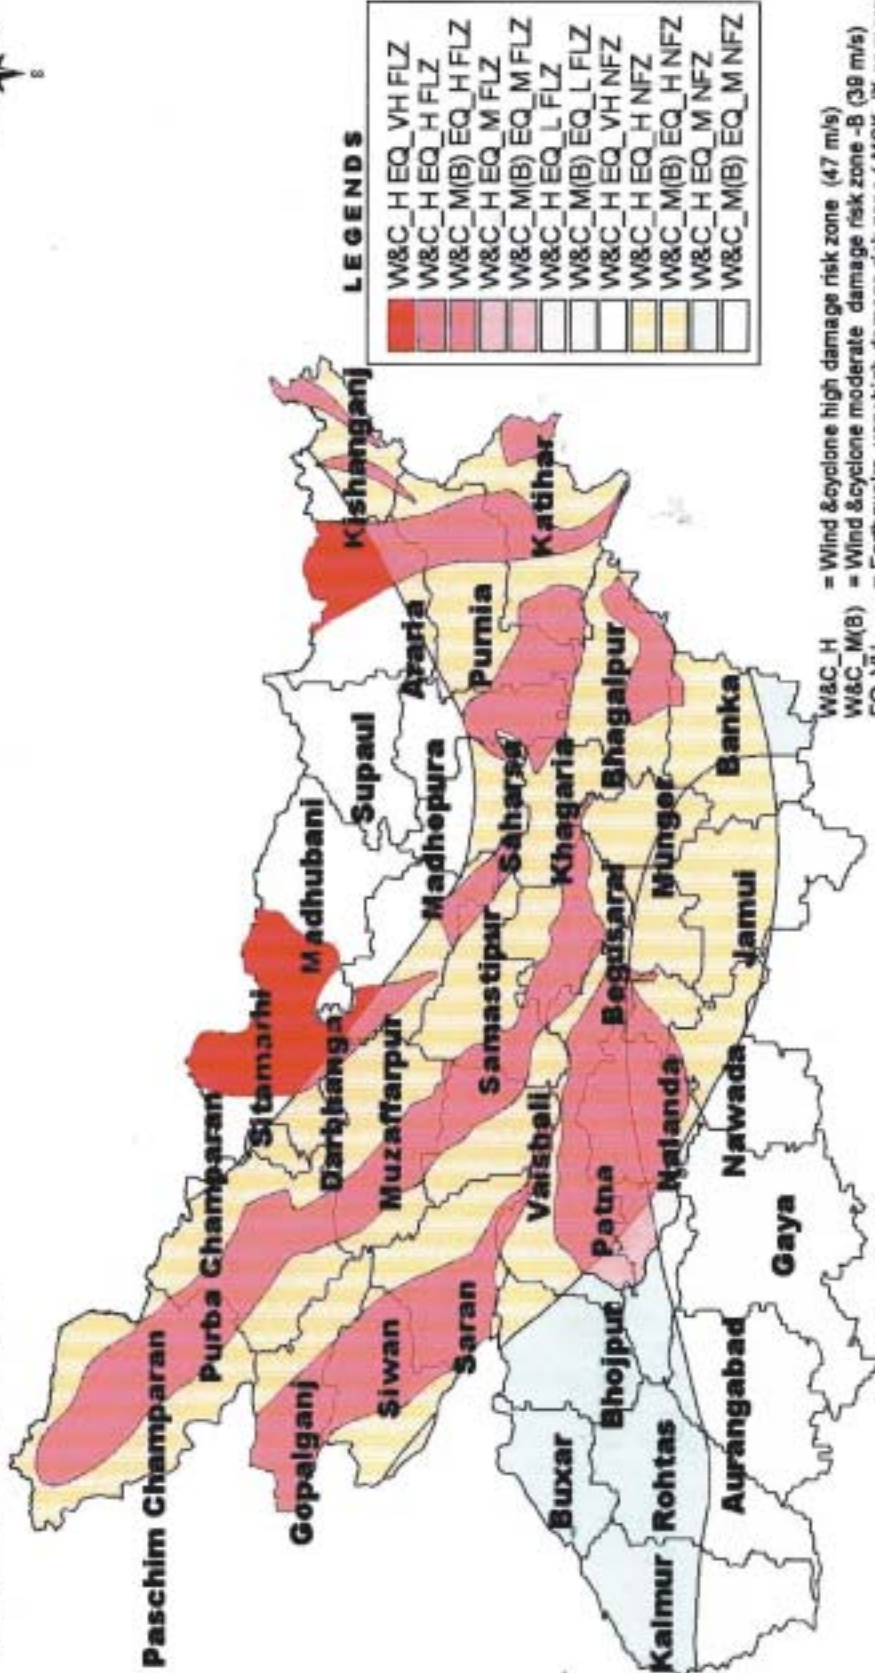 S
LEGENDS
W&C_H EQ_VH FLZ
W&C_H EQ_H FLZ
W&C_M(B) EQ_H FLZ
W&C_H EQ_M FLZ
W&C_M(B) EQ_M FLZ
W&C_H EQ_L FLZ
W&C_M(B) EQ_L FLZ
W&C_H EQ_VH NFZ
W&C_H EQ_H NFZ
W&C_M(B) EQ_H NFZ
W&C_H EQ_M NFZ
W&C_M(B) EQ_M NFZ
Paschim Champaran
Purba Champaran
Sitamarhi
Madhubani
Supaul
Araria
Kishanganj
Gopalganj
Siwan
Saran
Muzaffarpur
Darbhanga
Madhepura
Purnia
Katihar
Samastipur
Saharsa
Vaishali
Khagaria
Begusarai
Bhagalpur
Buxar
Bhojpur
Patna
Nalanda
Munger
Banka
Kaimur
Rohtas
Aurangabad
Gaya
Nawada
Jamui
W&C_H = Wind &cyclone high damage risk zone (47 m/s)
W&C_M(B) = Wind &cyclone moderate damage risk zone -B (39 m/s)